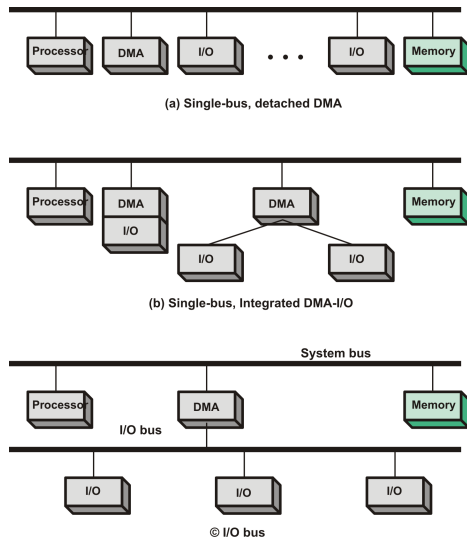 Processor
DMA
I/O
• • •
I/O
Memory
(a) Single-bus, detached DMA
Processor
DMA
I/O
DMA
I/O
I/O
Memory
(b) Single-bus, Integrated DMA-I/O
System bus
Processor
DMA
Memory
I/O bus
I/O
I/O
I/O
© I/O bus